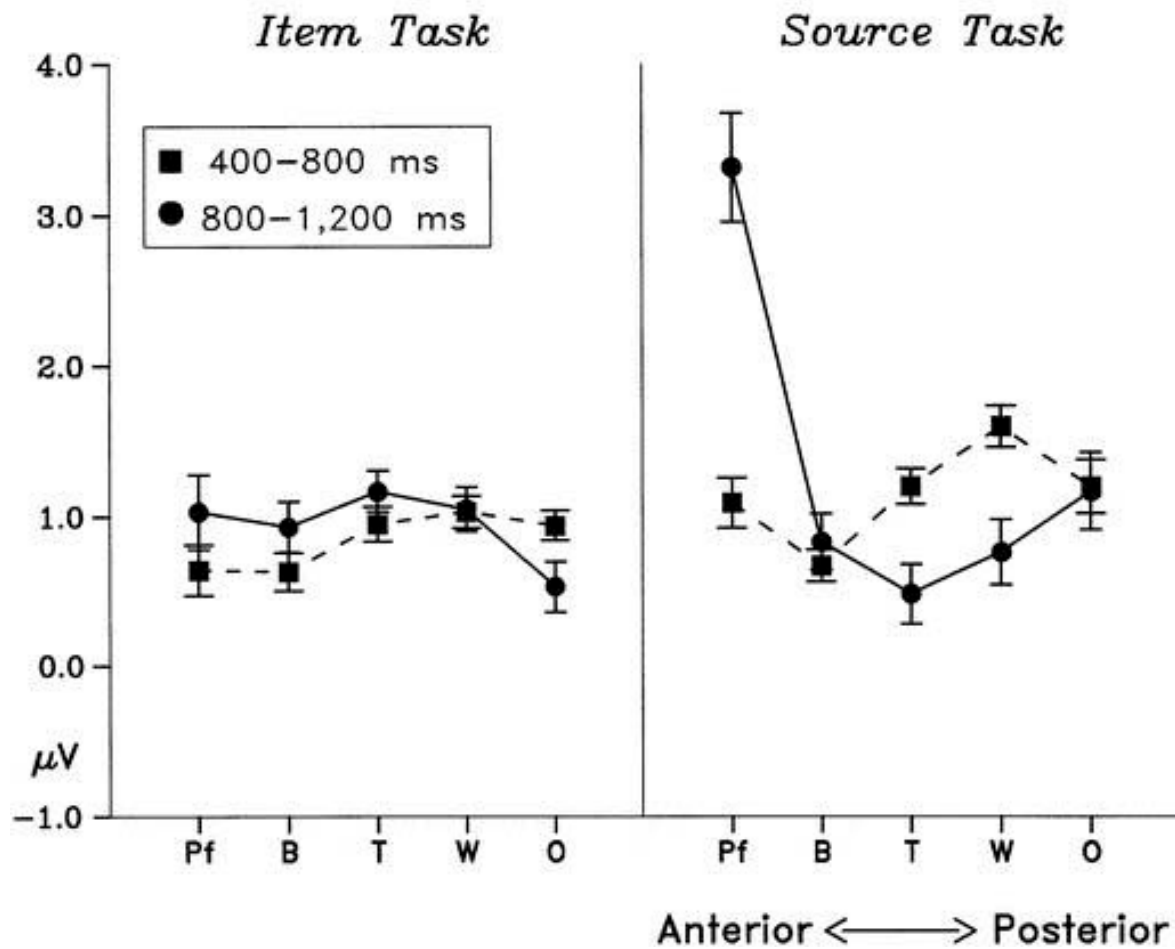 Item Task
Source Task
4.0
3.0
2.0
1.0
0.0
μV
−1.0
400−800 ms
800−1,200 ms
Pf B T W O
Pf B T W O
Anterior <⟶> Posterior